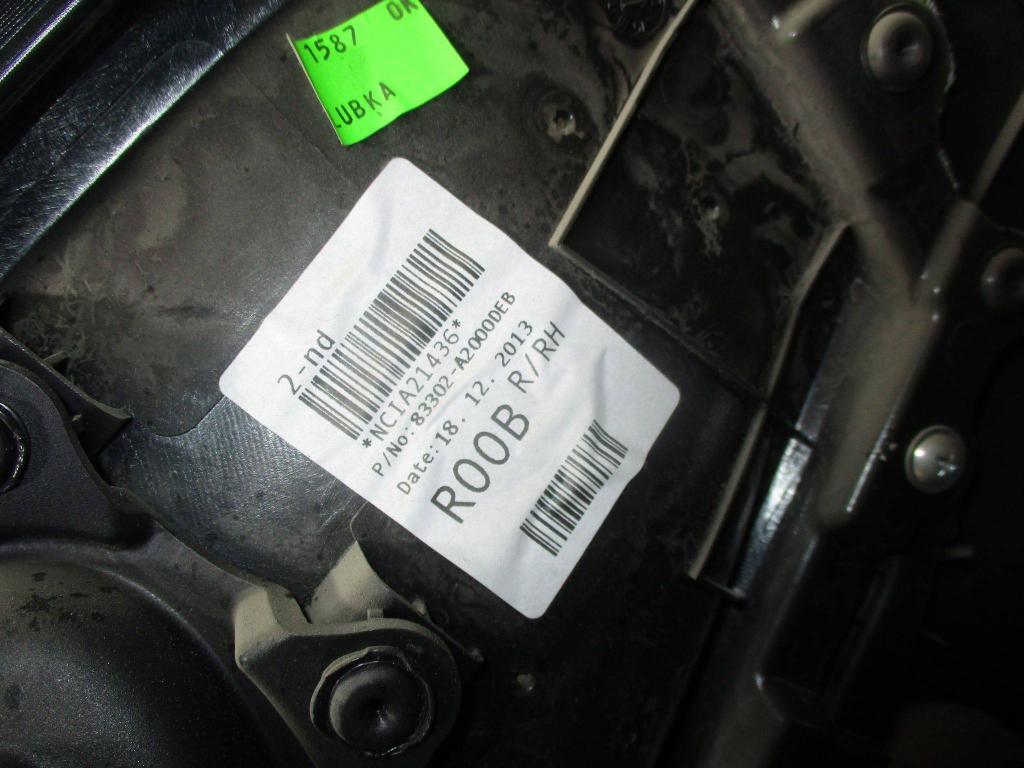 1587 OK
LUBKA
2-nd
*NCIA21436*
P/No:83302-A2000DEB
Date:18. 12. 2013
R00B R/RH